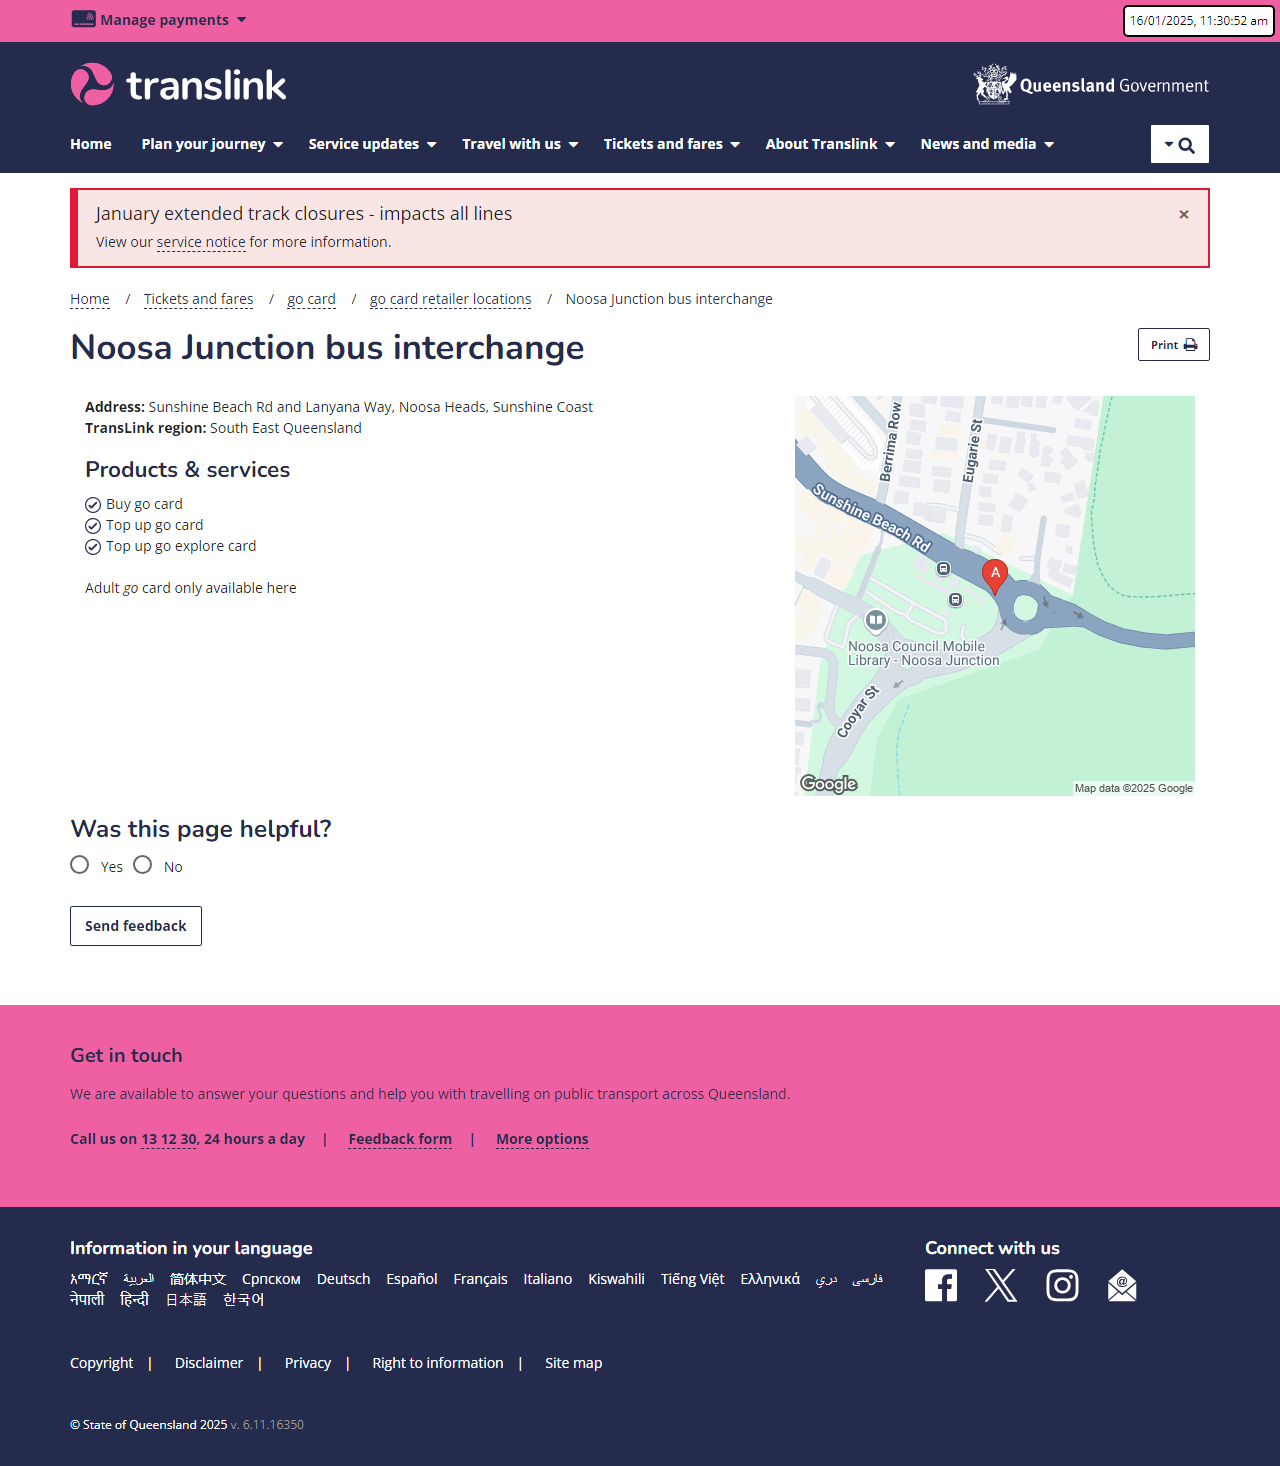 Manage payments
16/01/2025, 11:30:52 am
translink
Queensland Government
Home Plan your journey Service updates Travel with us Tickets and fares About Translink News and media
January extended track closures - impacts all lines ×
View our service notice for more information.
Home / Tickets and fares / go card / go card retailer locations / Noosa Junction bus interchange
Noosa Junction bus interchange
Print
Address: Sunshine Beach Rd and Lanyana Way, Noosa Heads, Sunshine Coast
TransLink region: South East Queensland
Products & services
Buy go card
Top up go card
Top up go explore card
Adult go card only available here
Berrima Row
Eugarie St
Sunshine Beach Rd
A
Noosa Council Mobile
Library - Noosa Junction
Cooyar St
Google
Map data ©2025 Google
Was this page helpful?
Yes No
Send feedback
Get in touch
We are available to answer your questions and help you with travelling on public transport across Queensland.
Call us on 13 12 30, 24 hours a day | Feedback form | More options
Information in your language
አማርኛ العربية 简体中文 Српском Deutsch Español Français Italiano Kiswahili Tiếng Việt Ελληνικά دري فارسی
नेपाली हिन्दी 日本語 한국어
Connect with us
Copyright | Disclaimer | Privacy | Right to information | Site map
© State of Queensland 2025 v. 6.11.16350